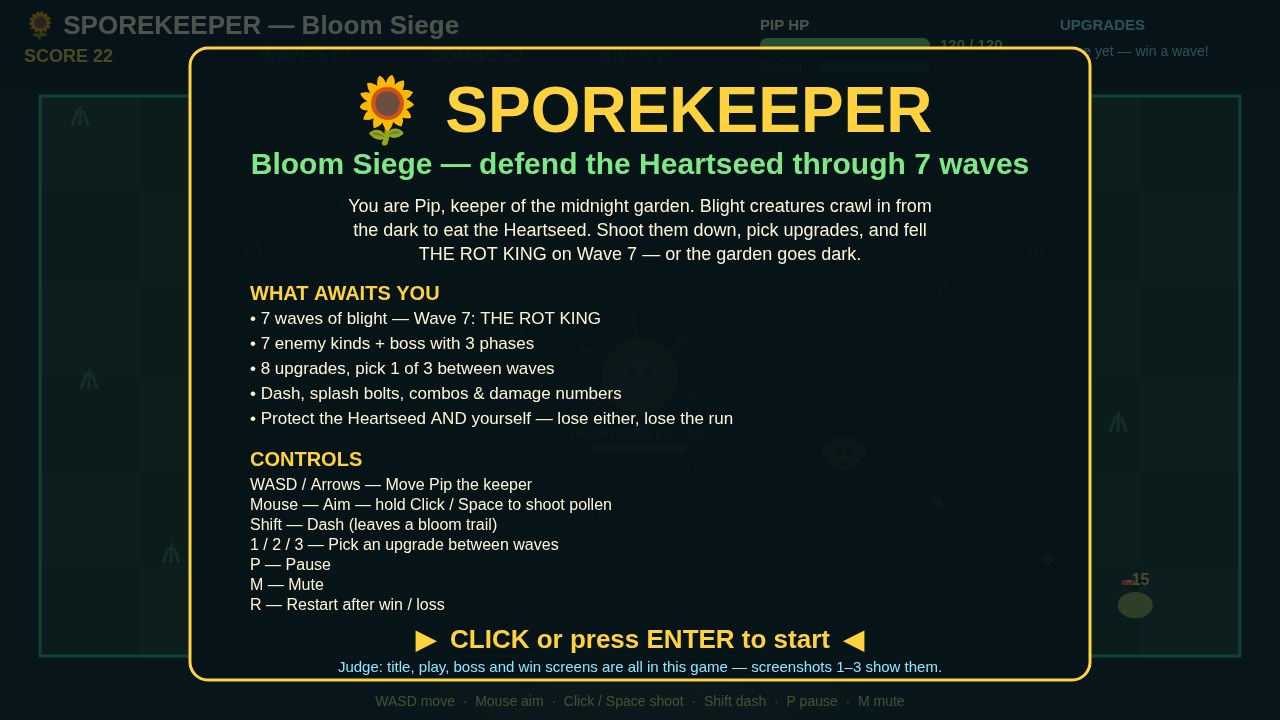 🌻 SPOREKEEPER — Bloom Siege
SCORE 22
WAVE 1 / 7
COMBO x2
KILLS 2
PIP HP
120 / 120
DASH
UPGRADES
yet — win a wave!
🌻 SPOREKEEPER
Bloom Siege — defend the Heartseed through 7 waves
You are Pip, keeper of the midnight garden. Blight creatures crawl in from
the dark to eat the Heartseed. Shoot them down, pick upgrades, and fell
THE ROT KING on Wave 7 — or the garden goes dark.
WHAT AWAITS YOU
• 7 waves of blight — Wave 7: THE ROT KING
• 7 enemy kinds + boss with 3 phases
• 8 upgrades, pick 1 of 3 between waves
• Dash, splash bolts, combos & damage numbers
• Protect the Heartseed AND yourself — lose either, lose the run
CONTROLS
WASD / Arrows — Move Pip the keeper
Mouse — Aim — hold Click / Space to shoot pollen
Shift — Dash (leaves a bloom trail)
1 / 2 / 3 — Pick an upgrade between waves
P — Pause
M — Mute
R — Restart after win / loss
-15
▶ CLICK or press ENTER to start ◀
Judge: title, play, boss and win screens are all in this game — screenshots 1–3 show them.
WASD move · Mouse aim · Click / Space shoot · Shift dash · P pause · M mute